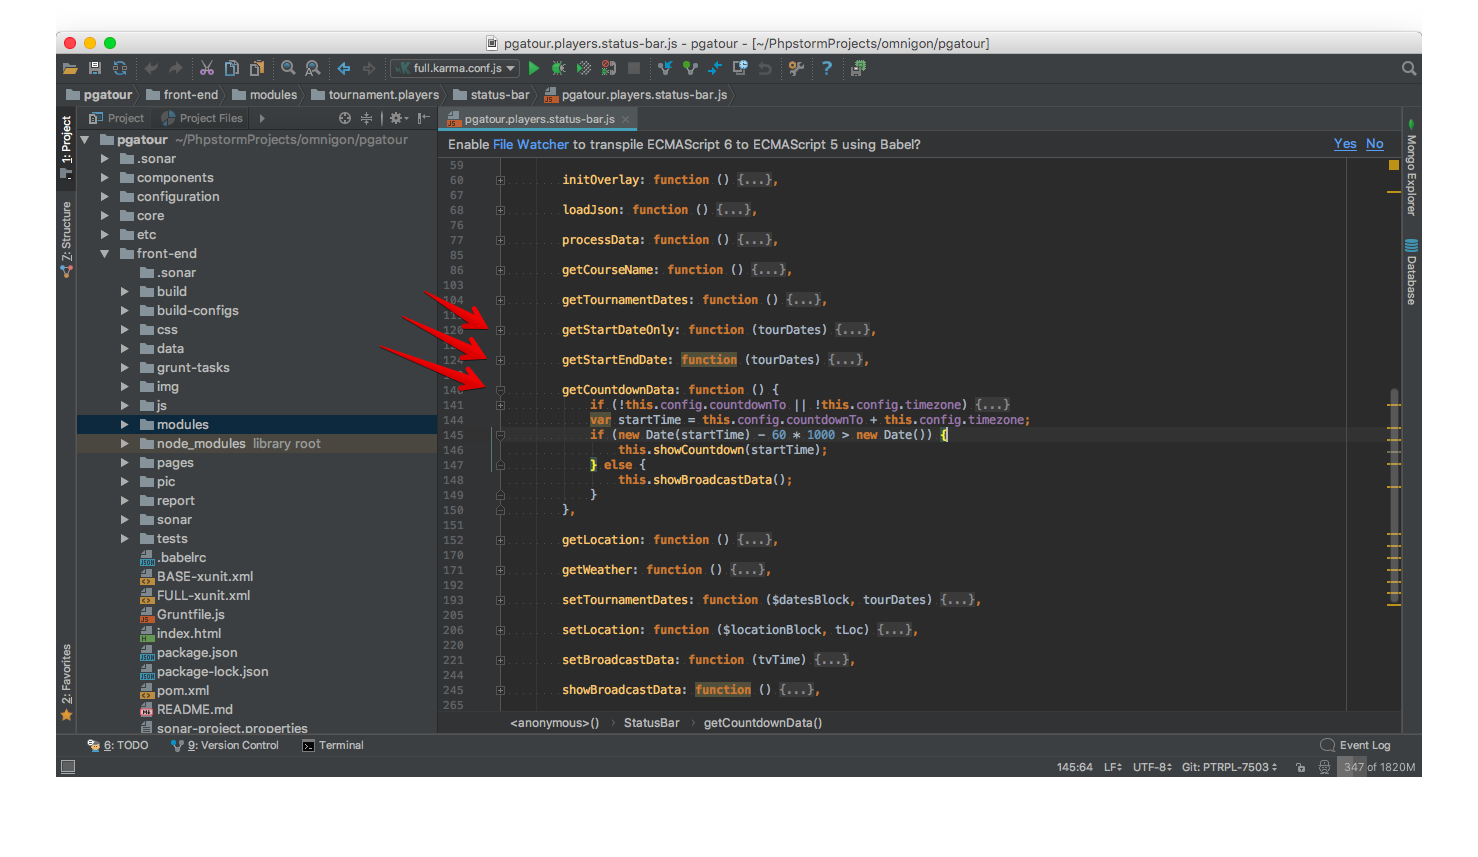 pgatour.players.status-bar.js - pgatour - [~/PhpstormProjects/omnigon/pgatour]
full.karma.conf.js
pgatour front-end modules tournament.players status-bar pgatour.players.status-bar.js
Project Project Files
pgatour.players.status-bar.js
1: Project
Z: Structure
2: Favorites
pgatour ~/PhpstormProjects/omnigon/pgatour
.sonar
components
configuration
core
etc
front-end
.sonar
build
build-configs
css
data
grunt-tasks
img
js
modules
node_modules library root
pages
pic
report
sonar
tests
.babelrc
BASE-xunit.xml
FULL-xunit.xml
Gruntfile.js
index.html
package.json
package-lock.json
pom.xml
README.md
sonar-project.properties
Enable File Watcher to transpile ECMAScript 6 to ECMAScript 5 using Babel? Yes No
59
60 initOverlay: function () {...},
67
68 loadJson: function () {...},
76
77 processData: function () {...},
85
86 getCourseName: function () {...},
103
104 getTournamentDates: function () {...},
120 getStartDateOnly: function (tourDates) {...},
124 getStartEndDate: function (tourDates) {...},
140 getCountdownData: function () {
141 if (!this.config.countdownTo || !this.config.timezone) {...}
144 var startTime = this.config.countdownTo + this.config.timezone;
145 if (new Date(startTime) - 60 * 1000 > new Date()) {
146 this.showCountdown(startTime);
147 } else {
148 this.showBroadcastData();
149 }
150 },
151
152 getLocation: function () {...},
170
171 getWeather: function () {...},
192
193 setTournamentDates: function ($datesBlock, tourDates) {...},
205
206 setLocation: function ($locationBlock, tLoc) {...},
220
221 setBroadcastData: function (tvTime) {...},
244
245 showBroadcastData: function () {...},
265
<anonymous>() StatusBar getCountdownData()
Mongo Explorer
Database
6: TODO 9: Version Control Terminal Event Log
145:64 LF UTF-8 Git: PTRPL-7503 347 of 1820M